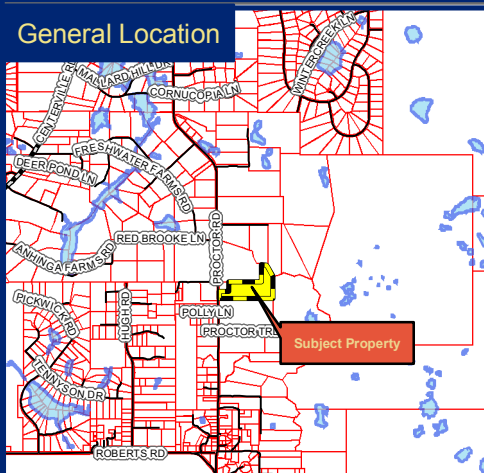 General Location
WINTERCREEK LN
MALLARD HILL DR
CENTERVILLE R
CORNUCOPIA LN
FRESHWATER FARMS RD
DEER POND LN
RED BROOKE LN
PROCTOR RD
ANHINGA FARMS RD
PICKWICK RD
HUGH RD
POLLY LN
PROCTOR TRL
Subject Property
TENNYSON DR
ROBERTS RD